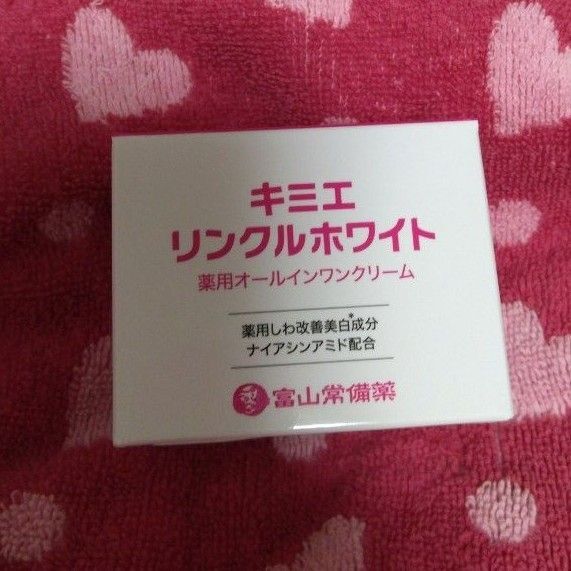 キミエ
リンクルホワイト
薬用オールインワンクリーム
薬用しわ改善美白*成分
ナイアシンアミド配合
富山常備薬